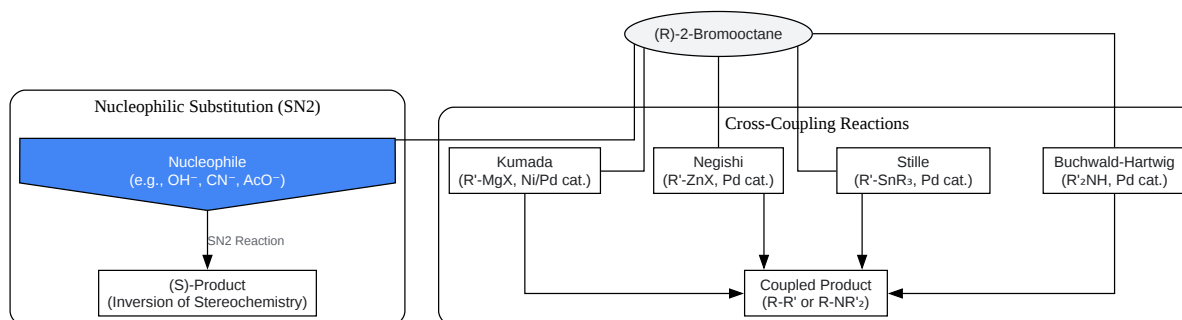 (R)-2-Bromooctane
Nucleophilic Substitution (SN2)
Nucleophile
(e.g., OH⁻, CN⁻, AcO⁻)
SN2 Reaction
(S)-Product
(Inversion of Stereochemistry)
Cross-Coupling Reactions
Kumada
(R'-MgX, Ni/Pd cat.)
Negishi
(R'-ZnX, Pd cat.)
Stille
(R'-SnR₃, Pd cat.)
Buchwald-Hartwig
(R'₂NH, Pd cat.)
Coupled Product
(R-R' or R-NR'₂)